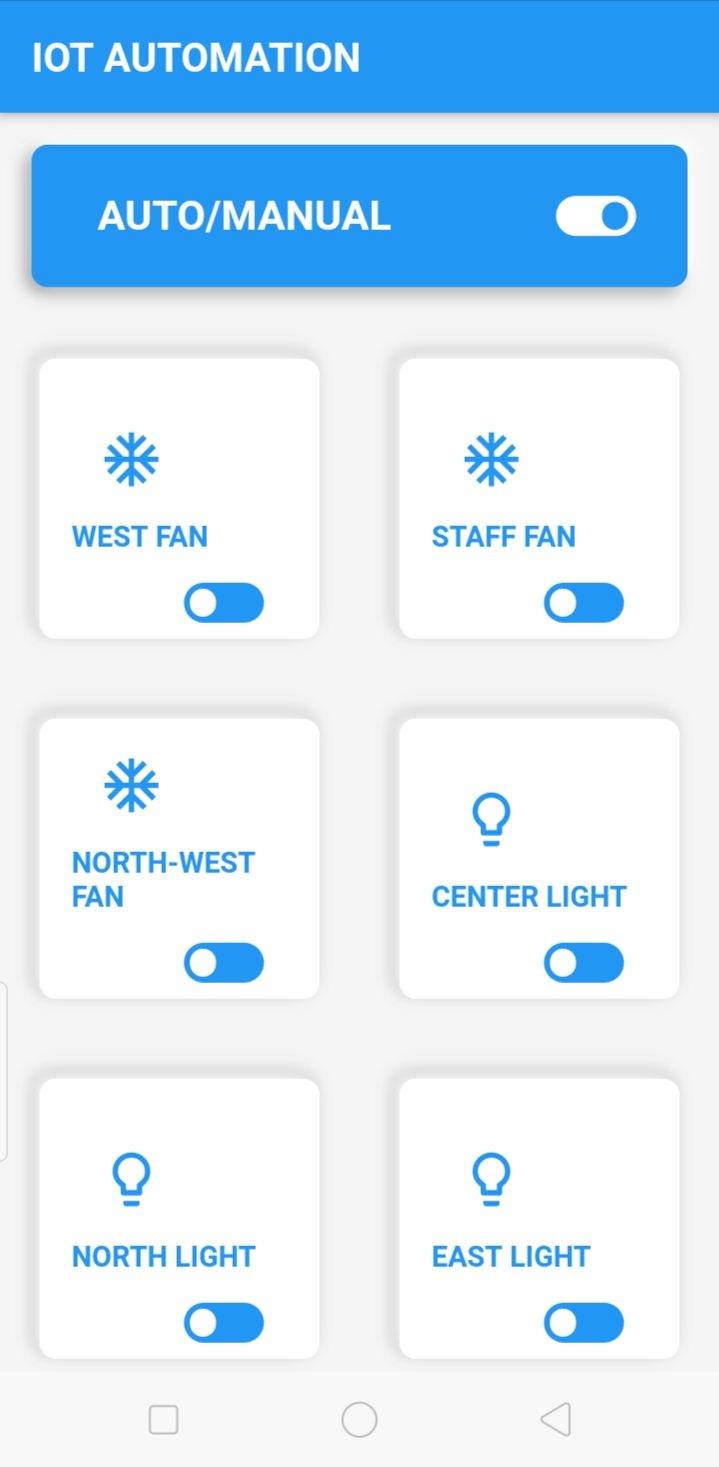 IOT AUTOMATION
AUTO/MANUAL
WEST FAN
STAFF FAN
NORTH-WEST
FAN
CENTER LIGHT
NORTH LIGHT
EAST LIGHT